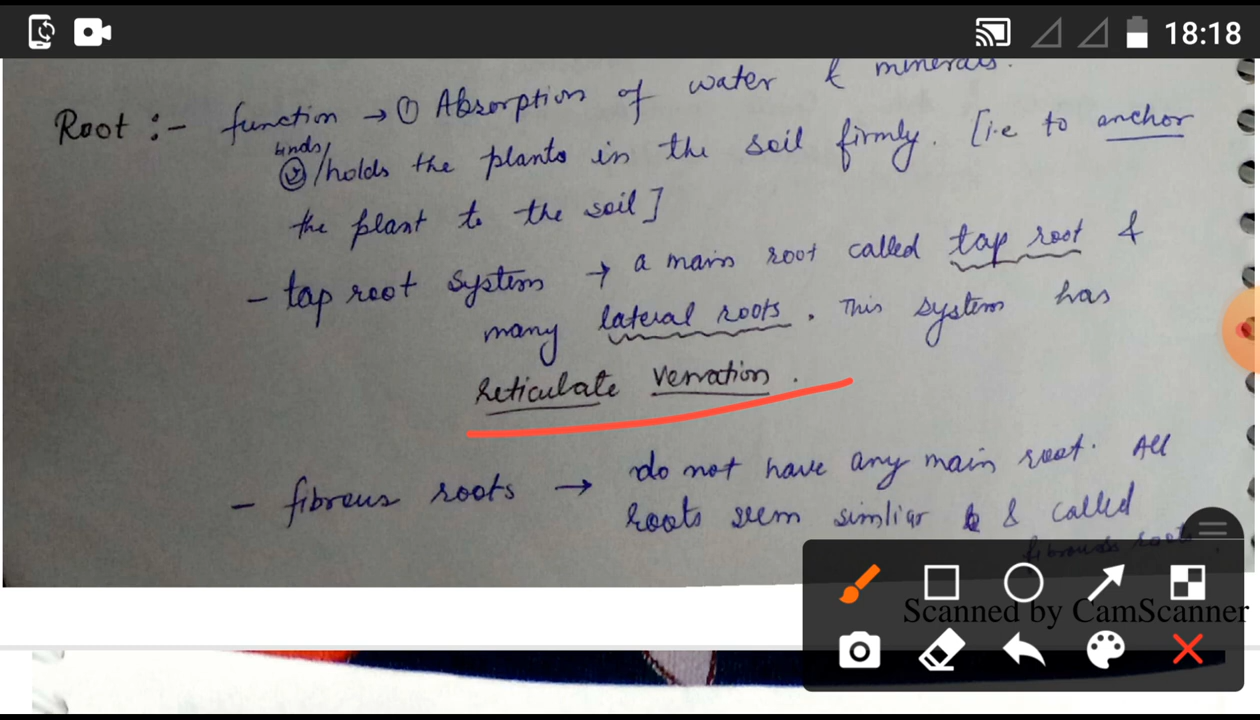 18:18
water & minerals.
Root :- function → ① Absorption of
binds/
② /holds the plants in the soil firmly. [i.e to anchor
the plant to the soil]
- tap root system → a main root called tap root &
many lateral roots. This system has
reticulate venation.
- fibrous roots → do not have any main root. All
roots seem similar & called
fibrous root
Scanned by CamScanner